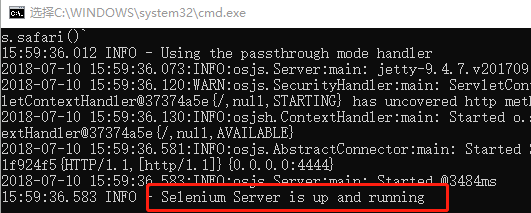 选择C:\WINDOWS\system32\cmd.exe
s.safari()`
15:59:36.012 INFO - Using the passthrough mode handler
2018-07-10 15:59:36.073:INFO:osjs.Server:main: jetty-9.4.7.v201709
2018-07-10 15:59:36.120:WARN:osjs.SecurityHandler:main: ServletCont
letContextHandler@37374a5e{/,null,STARTING} has uncovered http meth
2018-07-10 15:59:36.130:INFO:osjsh.ContextHandler:main: Started o.s
extHandler@37374a5e{/,null,AVAILABLE}
2018-07-10 15:59:36.581:INFO:osjs.AbstractConnector:main: Started S
1f924f5{HTTP/1.1,[http/1.1]}{0.0.0.0:4444}
2018-07-10 15:59:36.583:INFO:osjs.Server:main: Started @3484ms
15:59:36.583 INFO - Selenium Server is up and running